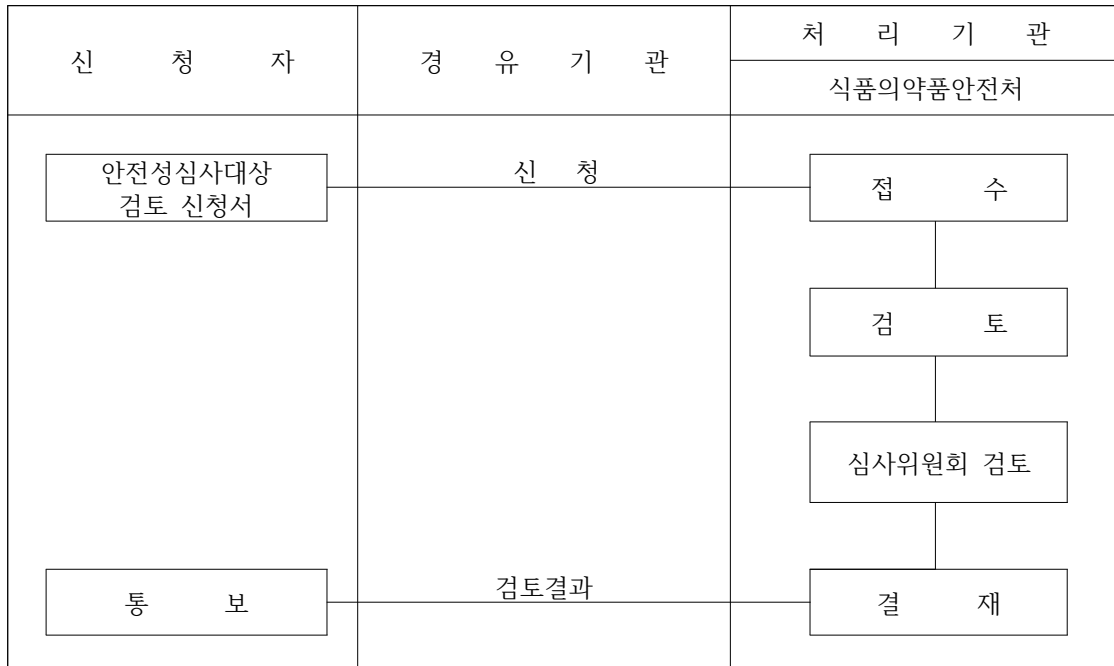 신 청 자
경 유 기 관
처 리 기 관
식품의약품안전처
안전성심사대상
검토 신청서
신 청
접 수
검 토
심사위원회 검토
통 보
검토결과
결 재